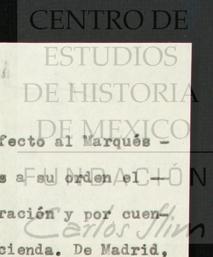 CENTRO DE
ESTUDIOS
DE HISTORIA
DE MEXICO
fecto al Marqués -
s a su orden el -
FUNDACIÓN
ración y por cuen-
Carlos Slim
cienda. De Madrid,